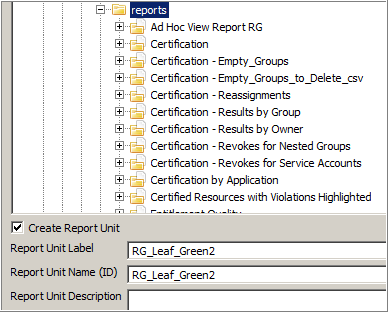 reports
Ad Hoc View Report RG
Certification
Certification - Empty_Groups
Certification - Empty_Groups_to_Delete_csv
Certification - Reassignments
Certification - Results by Group
Certification - Results by Owner
Certification - Revokes for Nested Groups
Certification - Revokes for Service Accounts
Certification by Application
Certified Resources with Violations Highlighted
Entitlement Quality
Create Report Unit
Report Unit Label RG_Leaf_Green2
Report Unit Name (ID) RG_Leaf_Green2
Report Unit Description